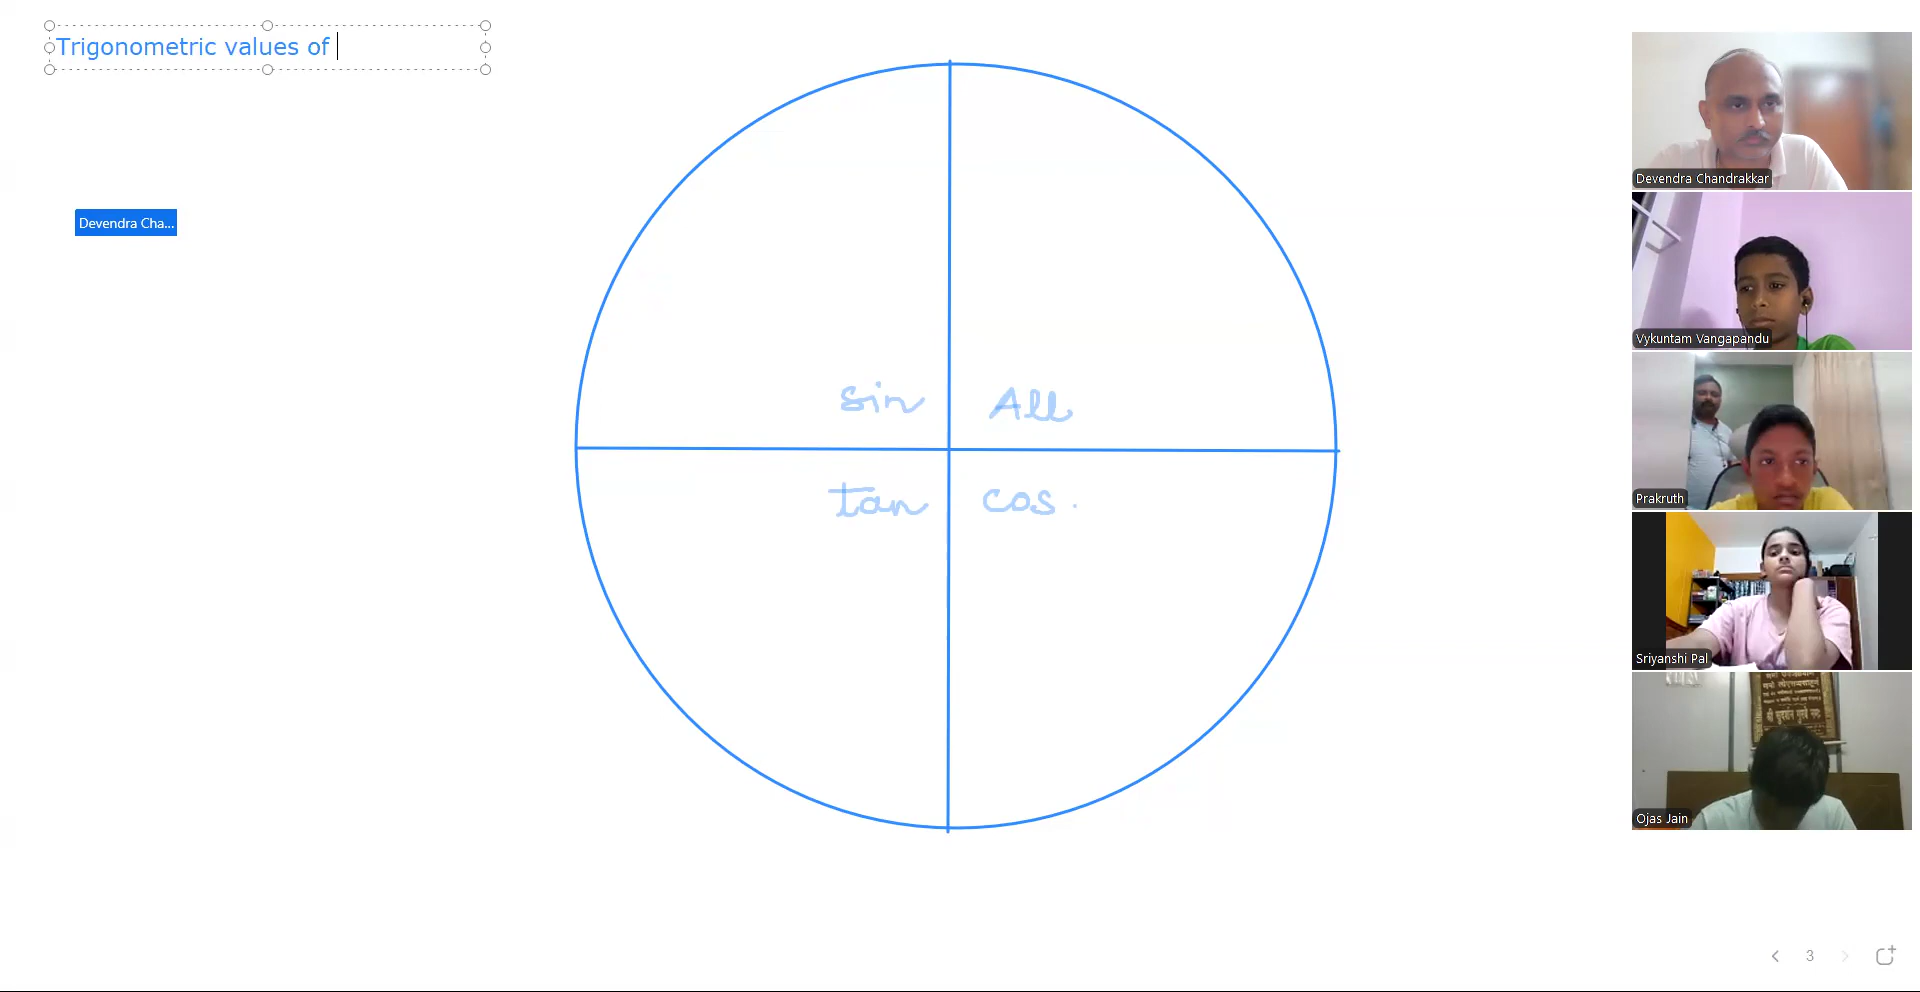 Trigonometric values of
Devendra Cha...
sin All
tan cos .
Devendra Chandrakkar
Vykuntam Vangapandu
Prakruth
Sriyanshi Pal
Ojas Jain
3